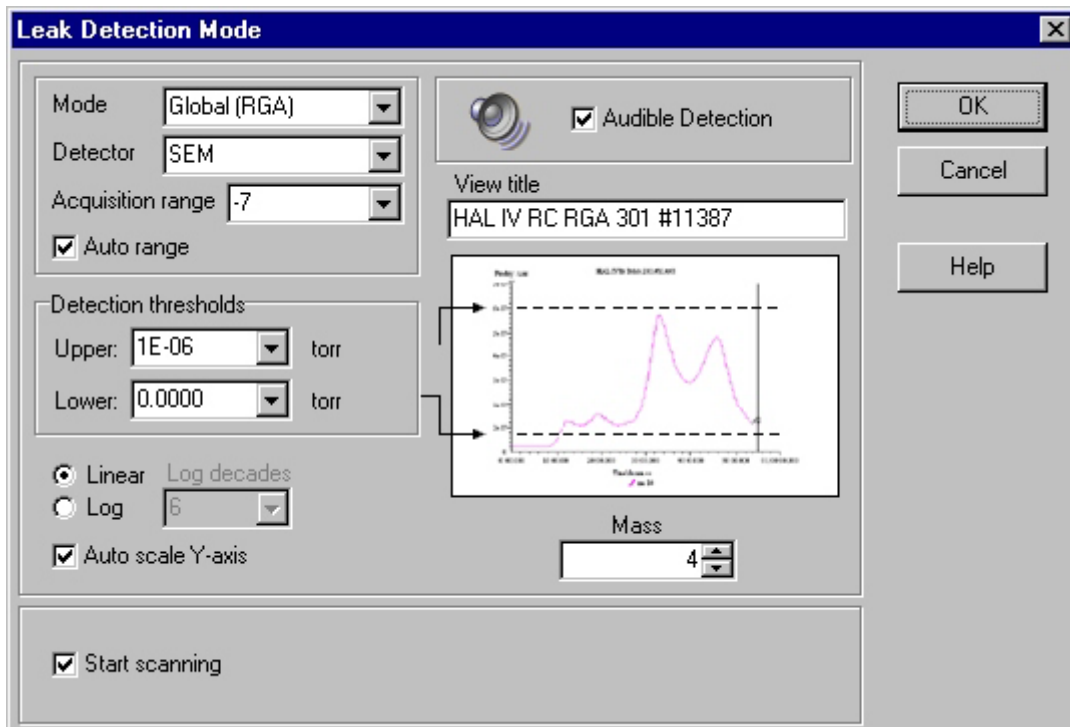 Leak Detection Mode
Mode Global (RGA)
Detector SEM
Acquisition range -7
Auto range
Audible Detection
View title
HAL IV RC RGA 301 #11387
OK
Cancel
Help
Detection thresholds
Upper: 1E-06 torr
Lower: 0.0000 torr
Linear Log decades
Log 6
Auto scale Y-axis
Mass
4
Start scanning